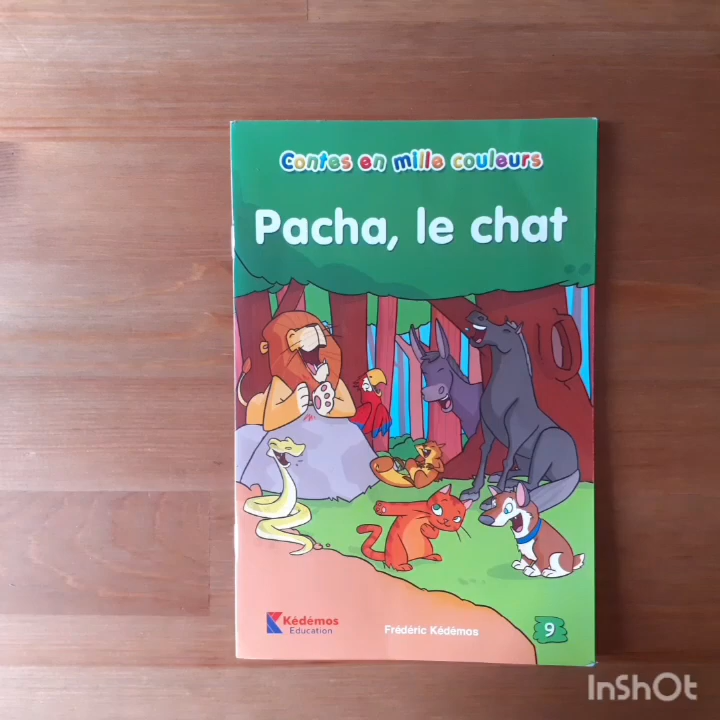 Contes en mille couleurs
Pacha, le chat
Kédémos
Education
Frédéric Kédémos
9
InShOt